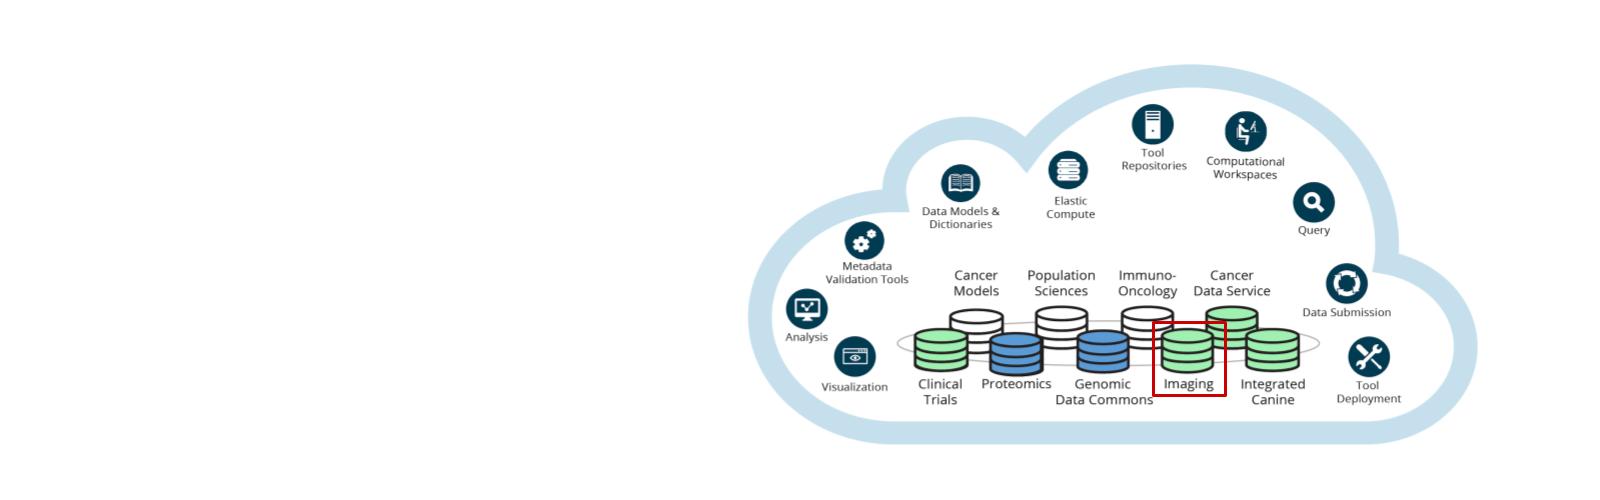 Tool
Repositories
Computational
Workspaces
Elastic
Compute
Data Models &
Dictionaries
Query
Metadata
Validation Tools
Cancer
Models
Population
Sciences
Immuno-
Oncology
Cancer
Data Service
Data Submission
Analysis
Visualization
Clinical
Trials
Proteomics
Genomic
Data Commons
Imaging
Integrated
Canine
Tool
Deployment